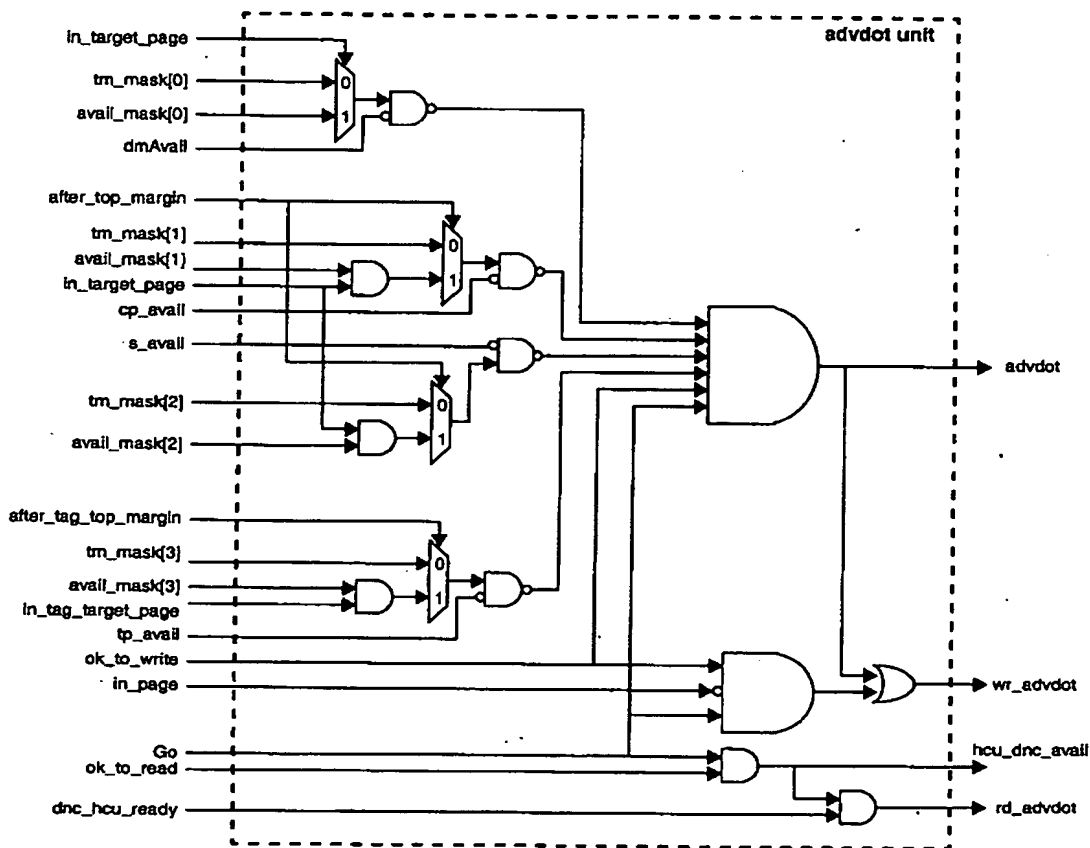 advdot unit
in_target_page
tm_mask[0]
0
avail_mask[0]
1
dmAvail
after_top_margin
tm_mask[1]
0
avail_mask[1]
1
in_target_page
cp_avail
s_avail
advdot
tm_mask[2]
0
avail_mask[2]
1
after_tag_top_margin
tm_mask[3]
0
avail_mask[3]
1
in_tag_target_page
tp_avail
ok_to_write
in_page
wr_advdot
Go
hcu_dnc_avail
ok_to_read
dnc_hcu_ready
rd_advdot